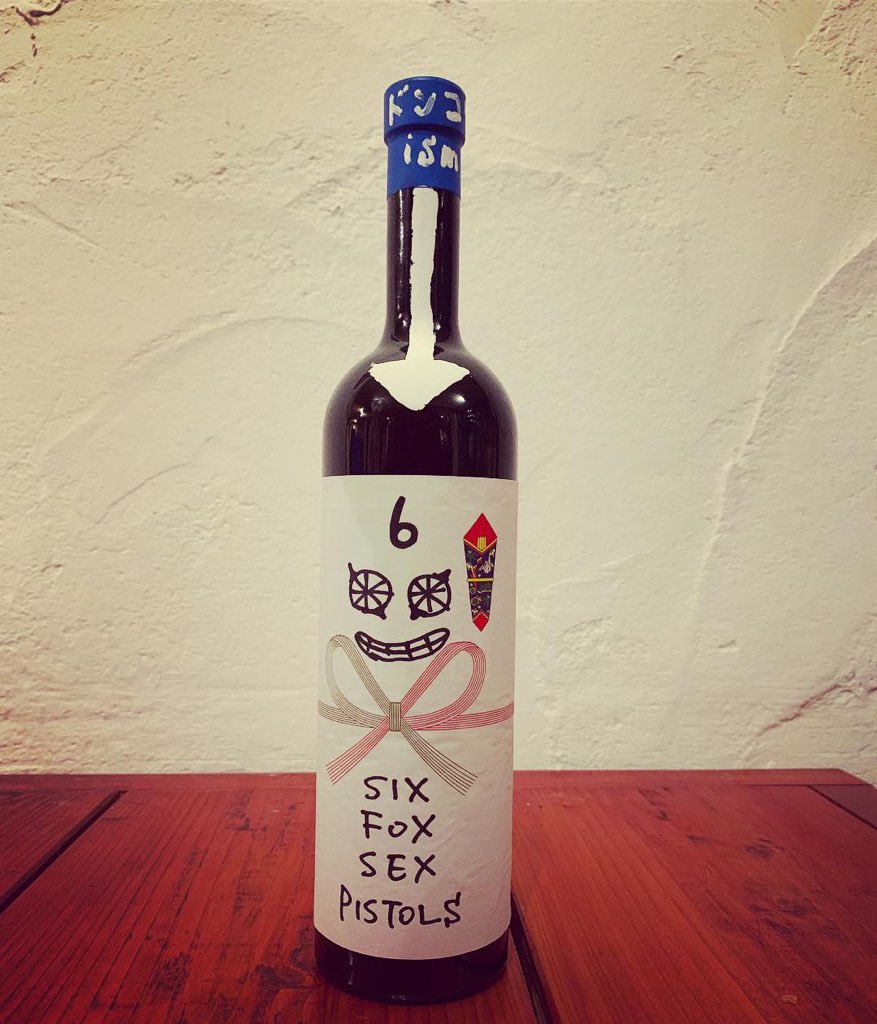 ドンコ
ism
6
SIX
FOX
SEX
PISTOLS